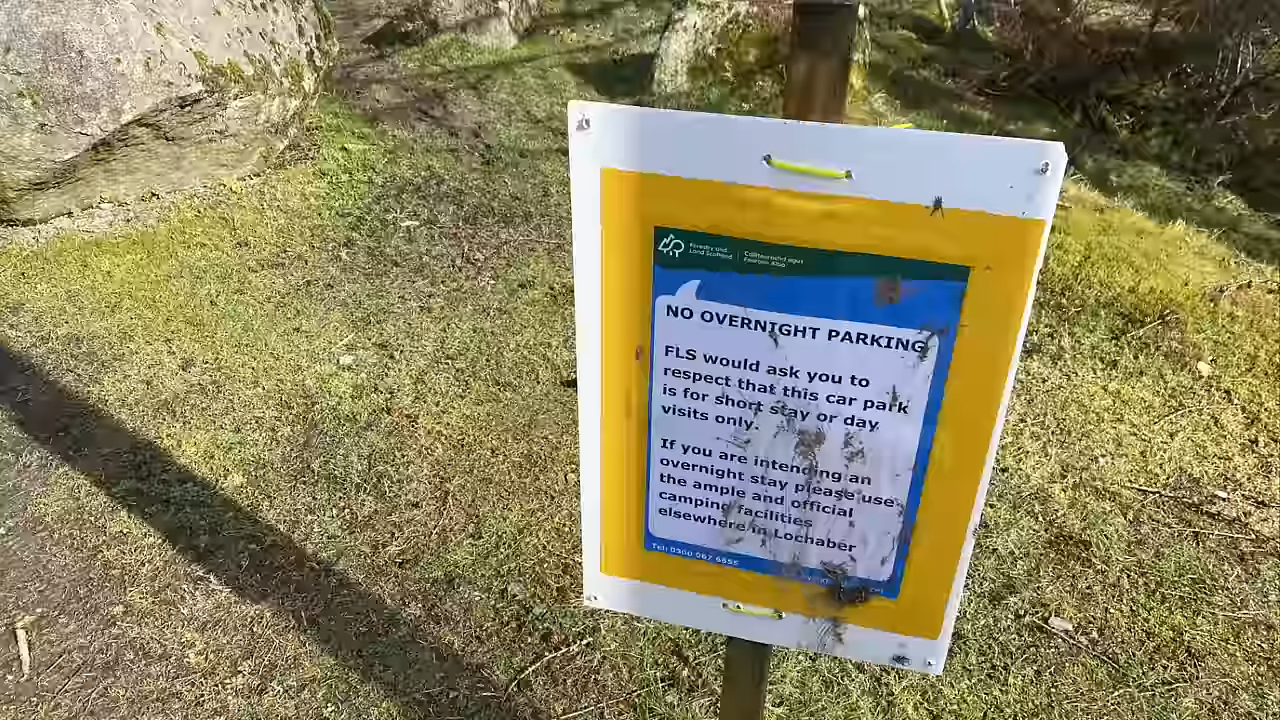 Forestry and
Land Scotland
Coilltearachd agus
Fearann Alba
NO OVERNIGHT PARKING
FLS would ask you to
respect that this car park
is for short stay or day
visits only.
If you are intending an
overnight stay please use
the ample and official
camping facilities
elsewhere in Lochaber
Tel: 0300 067 6655